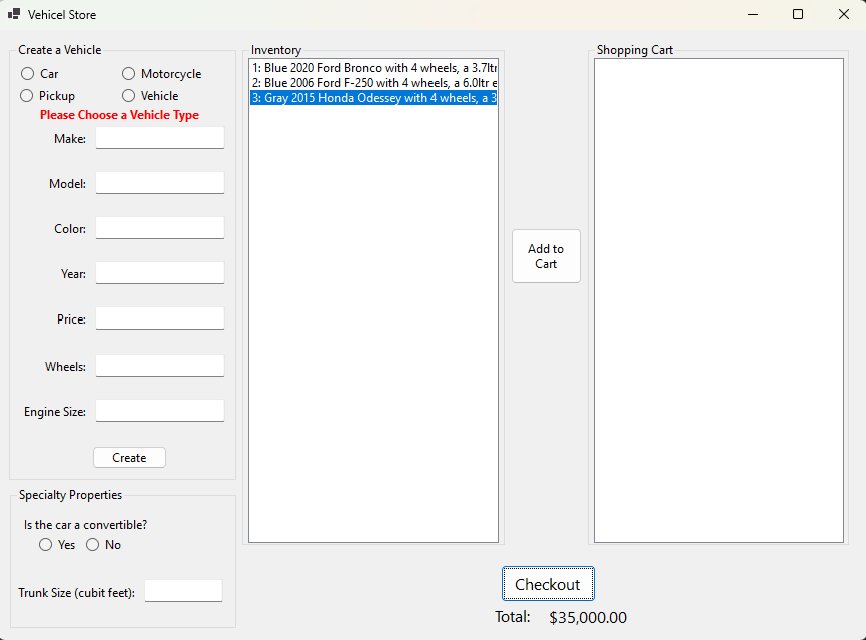 Vehicel Store
Create a Vehicle
Car
Motorcycle
Pickup
Vehicle
Please Choose a Vehicle Type
Make:
Model:
Color:
Year:
Price:
Wheels:
Engine Size:
Create
Specialty Properties
Is the car a convertible?
Yes
No
Trunk Size (cubit feet):
Inventory
1: Blue 2020 Ford Bronco with 4 wheels, a 3.7ltr
2: Blue 2006 Ford F-250 with 4 wheels, a 6.0ltr e
3: Gray 2015 Honda Odessey with 4 wheels, a 3
Add to
Cart
Shopping Cart
Checkout
Total: $35,000.00